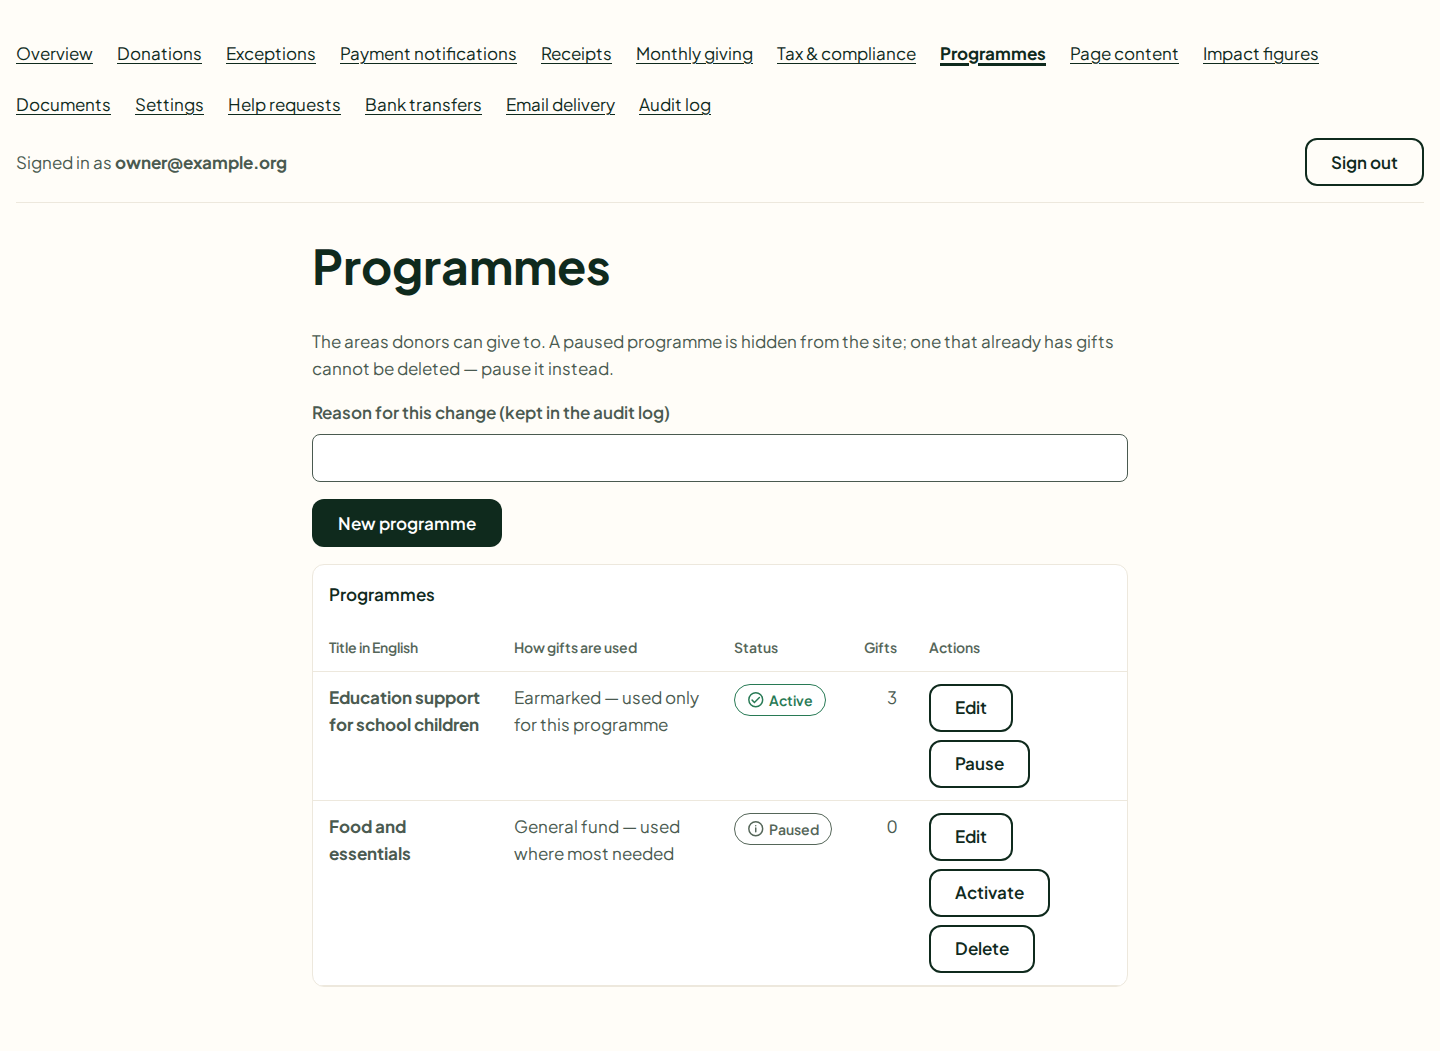 Overview Donations Exceptions Payment notifications Receipts Monthly giving Tax & compliance Programmes Page content Impact figures
Documents Settings Help requests Bank transfers Email delivery Audit log
Signed in as owner@example.org Sign out
Programmes
The areas donors can give to. A paused programme is hidden from the site; one that already has gifts
cannot be deleted — pause it instead.
Reason for this change (kept in the audit log)
New programme
Programmes
Title in English How gifts are used Status Gifts Actions
Education support Earmarked — used only Active 3 Edit
for school children for this programme
Pause
Food and General fund — used Paused 0 Edit
essentials where most needed
Activate
Delete